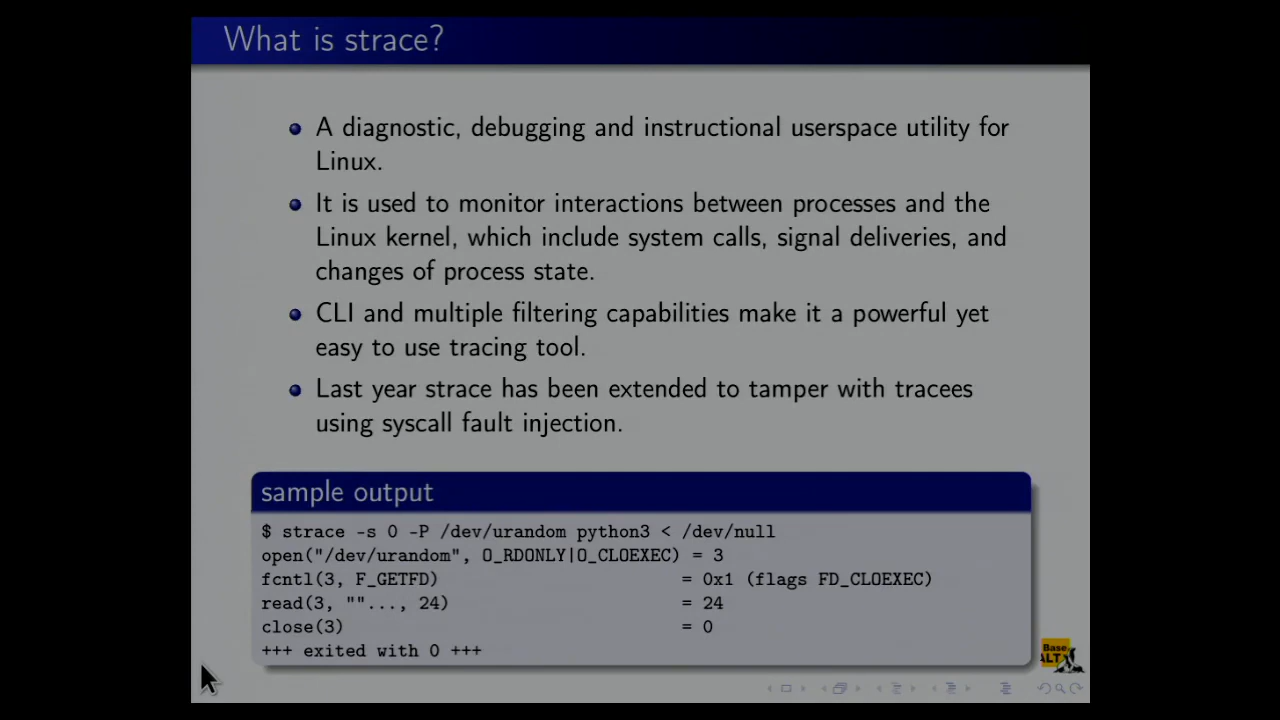 What is strace?
A diagnostic, debugging and instructional userspace utility for
Linux.
It is used to monitor interactions between processes and the
Linux kernel, which include system calls, signal deliveries, and
changes of process state.
CLI and multiple filtering capabilities make it a powerful yet
easy to use tracing tool.
Last year strace has been extended to tamper with tracees
using syscall fault injection.
sample output
$ strace -s 0 -P /dev/urandom python3 < /dev/null
open("/dev/urandom", O_RDONLY|O_CLOEXEC) = 3
fcntl(3, F_GETFD) = 0x1 (flags FD_CLOEXEC)
read(3, ""..., 24) = 24
close(3) = 0
+++ exited with 0 +++
Base
ALT